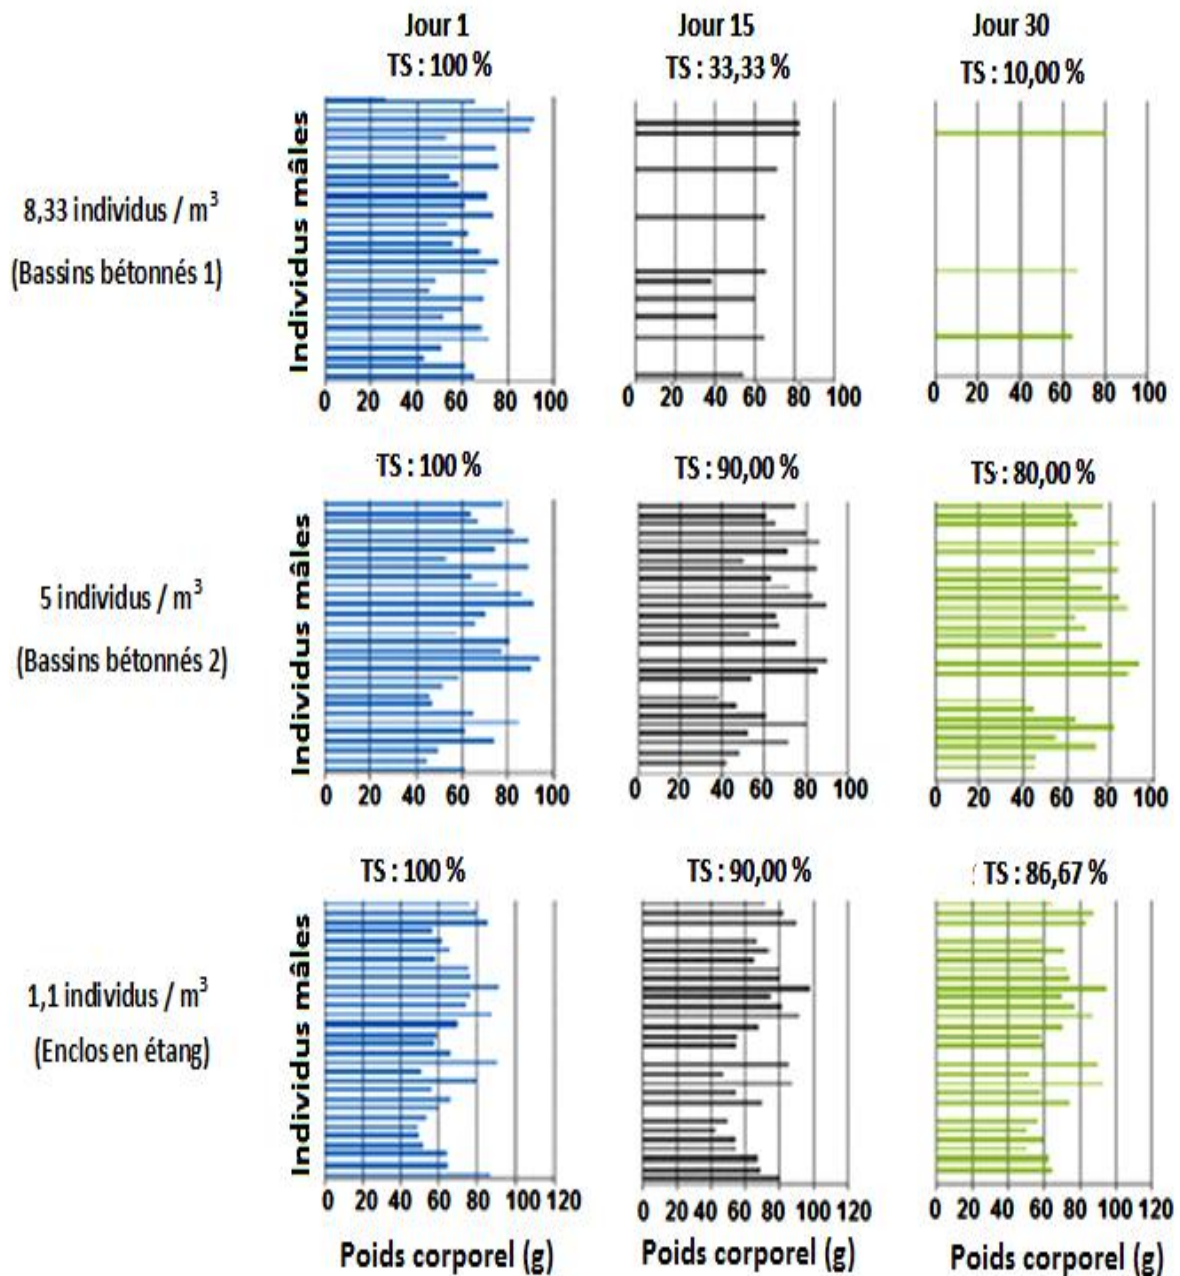 Jour 1
Jour 15
Jour 30
TS : 100 %
TS : 33,33 %
TS : 10,00 %
8,33 individus / m³
(Bassins bétonnés 1)
Individus mâles
0 20 40 60 80 100
0 20 40 60 80 100
0 20 40 60 80 100
TS : 100 %
TS : 90,00 %
TS : 80,00 %
5 individus / m³
(Bassins bétonnés 2)
Individus mâles
0 20 40 60 80 100
0 20 40 60 80 100
0 20 40 60 80 100
TS : 100 %
TS : 90,00 %
TS : 86,67 %
1,1 individus / m³
(Enclos en étang)
Individus mâles
0 20 40 60 80 100 120
0 20 40 60 80 100 120
0 20 40 60 80 100 120
Poids corporel (g)
Poids corporel (g)
Poids corporel (g)